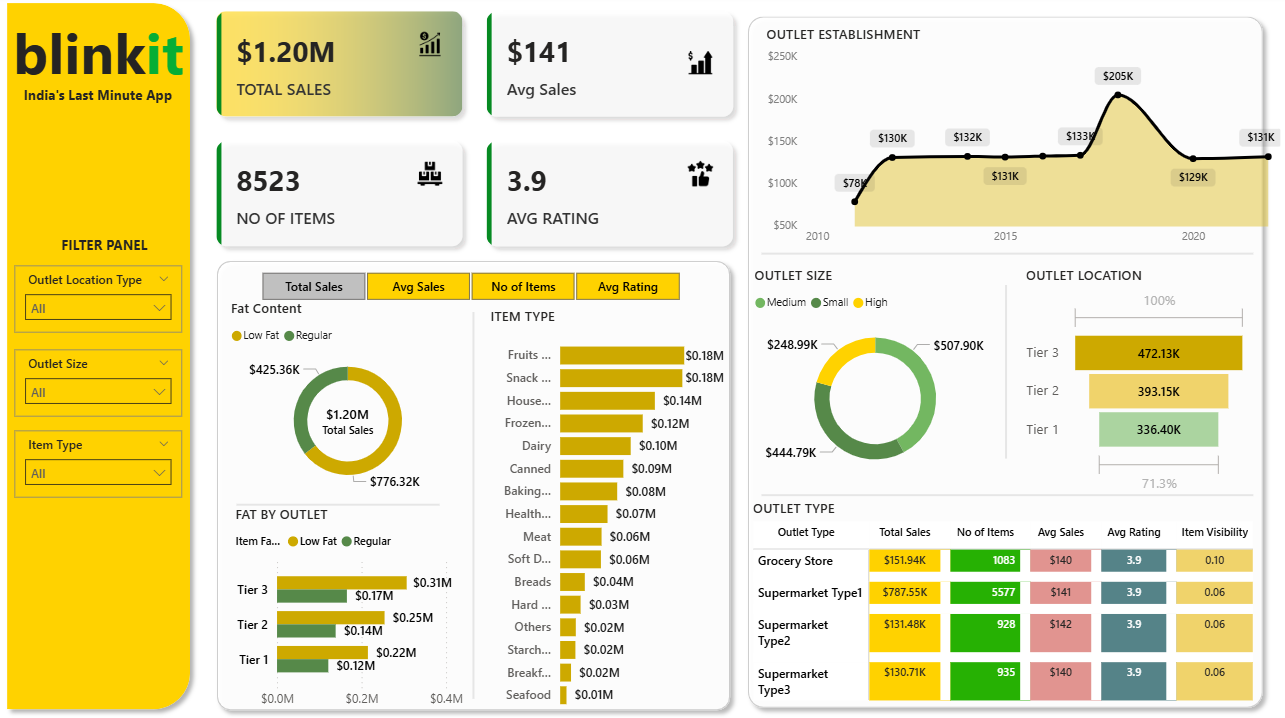 blinkit
India's Last Minute App
FILTER PANEL
Outlet Location Type
All
Outlet Size
All
Item Type
All
$1.20M
TOTAL SALES
$141
Avg Sales
8523
NO OF ITEMS
3.9
AVG RATING
Total Sales Avg Sales No of Items Avg Rating
Fat Content
Low Fat Regular
$425.36K
$1.20M
Total Sales
$776.32K
FAT BY OUTLET
Item Fa... Low Fat Regular
Tier 3 $0.31M
$0.17M
Tier 2 $0.25M
$0.14M
Tier 1 $0.22M
$0.12M
$0.0M $0.2M $0.4M
ITEM TYPE
Fruits ... $0.18M
Snack ... $0.18M
House... $0.14M
Frozen... $0.12M
Dairy $0.10M
Canned $0.09M
Baking... $0.08M
Health... $0.07M
Meat $0.06M
Soft D... $0.06M
Breads $0.04M
Hard ... $0.03M
Others $0.02M
Starch... $0.02M
Breakf... $0.02M
Seafood $0.01M
OUTLET ESTABLISHMENT
$250K
$200K
$150K
$100K
$50K
$78K $130K $132K $131K $133K $205K $129K $131K
2010 2015 2020
OUTLET SIZE
Medium Small High
$248.99K
$507.90K
$444.79K
OUTLET LOCATION
100%
Tier 3 472.13K
Tier 2 393.15K
Tier 1 336.40K
71.3%
OUTLET TYPE
Outlet Type Total Sales No of Items Avg Sales Avg Rating Item Visibility
Grocery Store $151.94K 1083 $140 3.9 0.10
Supermarket Type1 $787.55K 5577 $141 3.9 0.06
Supermarket $131.48K 928 $142 3.9 0.06
Type2
Supermarket $130.71K 935 $140 3.9 0.06
Type3